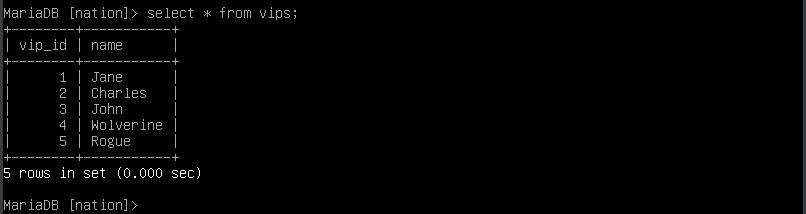 MariaDB [nation]> select * from vips;
+--------+-----------+
| vip_id | name      |
+--------+-----------+
|      1 | Jane      |
|      2 | Charles   |
|      3 | John      |
|      4 | Wolverine |
|      5 | Rogue     |
+--------+-----------+
5 rows in set (0.000 sec)
MariaDB [nation]>